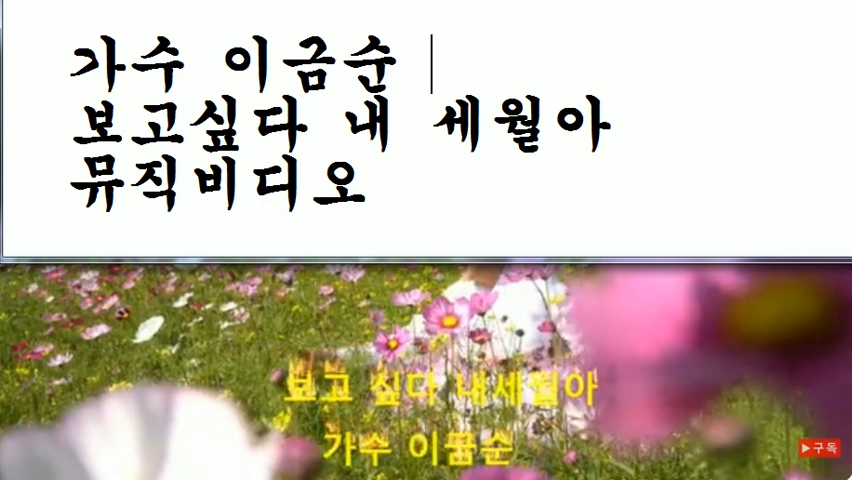 가수 이금순
보고싶다 내 세월아
뮤직비디오
보고 싶다 내세월아
가수 이금순
구독